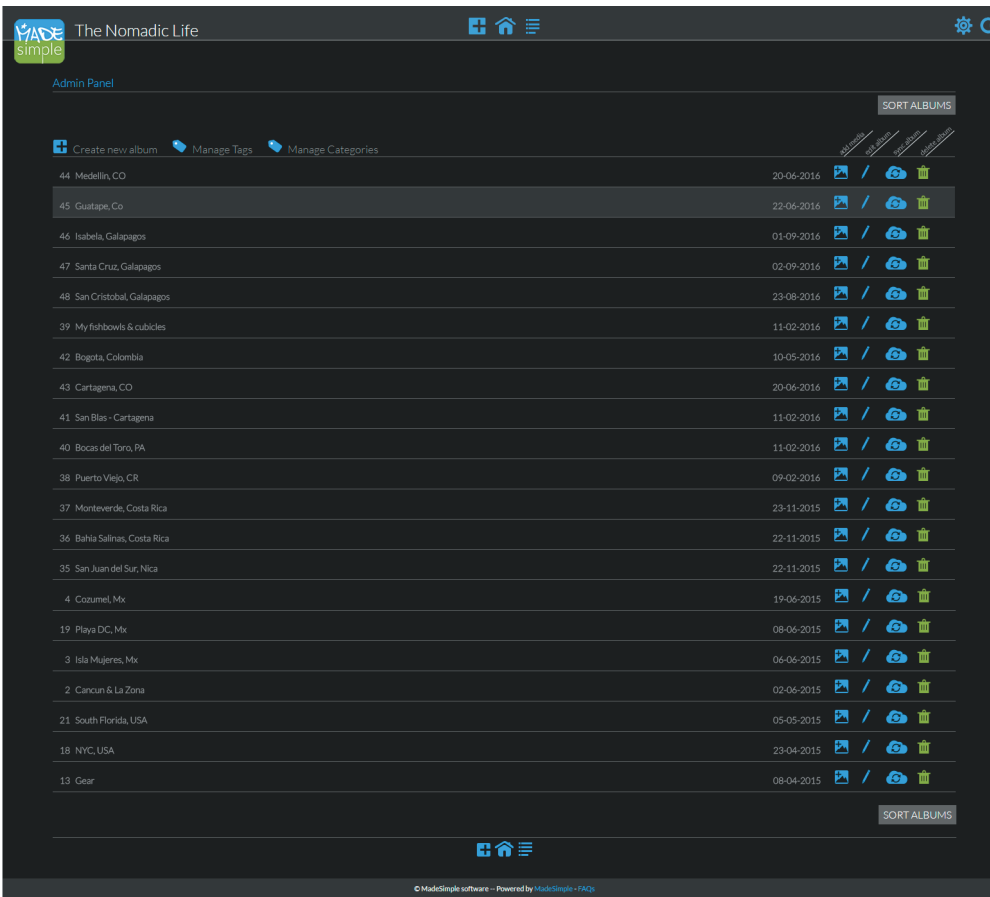 MADE
simple
The Nomadic Life
Admin Panel
SORT ALBUMS
Create new album Manage Tags Manage Categories add media edit album sync album delete album
44 Medellin, CO 20-06-2016
45 Guatape, Co 22-06-2016
46 Isabela, Galapagos 01-09-2016
47 Santa Cruz, Galapagos 02-09-2016
48 San Cristobal, Galapagos 23-08-2016
39 My fishbowls & cubicles 11-02-2016
42 Bogota, Colombia 10-05-2016
43 Cartagena, CO 20-06-2016
41 San Blas - Cartagena 11-02-2016
40 Bocas del Toro, PA 11-02-2016
38 Puerto Viejo, CR 09-02-2016
37 Monteverde, Costa Rica 23-11-2015
36 Bahia Salinas, Costa Rica 22-11-2015
35 San Juan del Sur, Nica 22-11-2015
4 Cozumel, Mx 19-06-2015
19 Playa DC, Mx 08-06-2015
3 Isla Mujeres, Mx 06-06-2015
2 Cancun & La Zona 02-06-2015
21 South Florida, USA 05-05-2015
18 NYC, USA 23-04-2015
13 Gear 08-04-2015
SORT ALBUMS
© MadeSimple software -- Powered by MadeSimple - FAQs